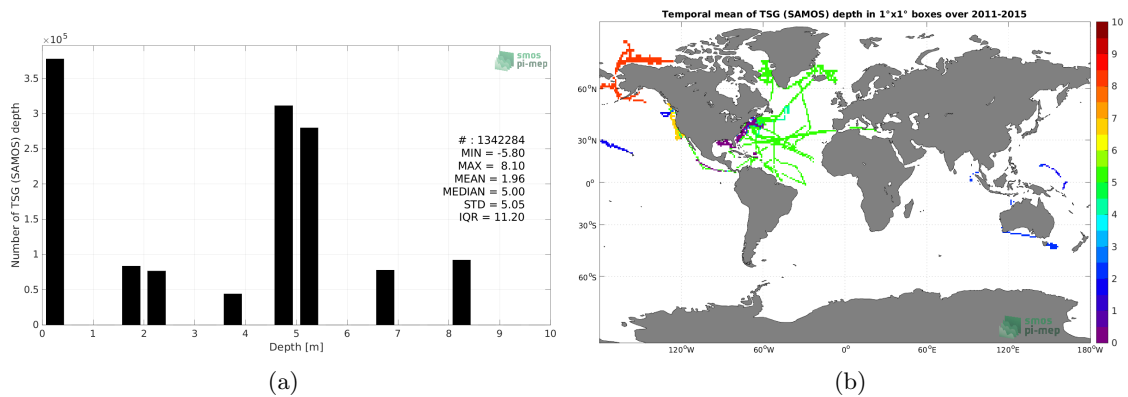 ×10⁵
3.5
3
2.5
2
1.5
1
0.5
0
Number of TSG (SAMOS) depth
smos
pi-mep
# : 1342284
MIN = -5.80
MAX = 8.10
MEAN = 1.96
MEDIAN = 5.00
STD = 5.05
IQR = 11.20
0 1 2 3 4 5 6 7 8 9 10
Depth [m]
(a)
Temporal mean of TSG (SAMOS) depth in 1°x1° boxes over 2011-2015
60°N
30°N
0°
30°S
60°S
120°W 60°W 0° 60°E 120°E 180°W
smos
pi-mep
10
9
8
7
6
5
4
3
2
1
0
(b)